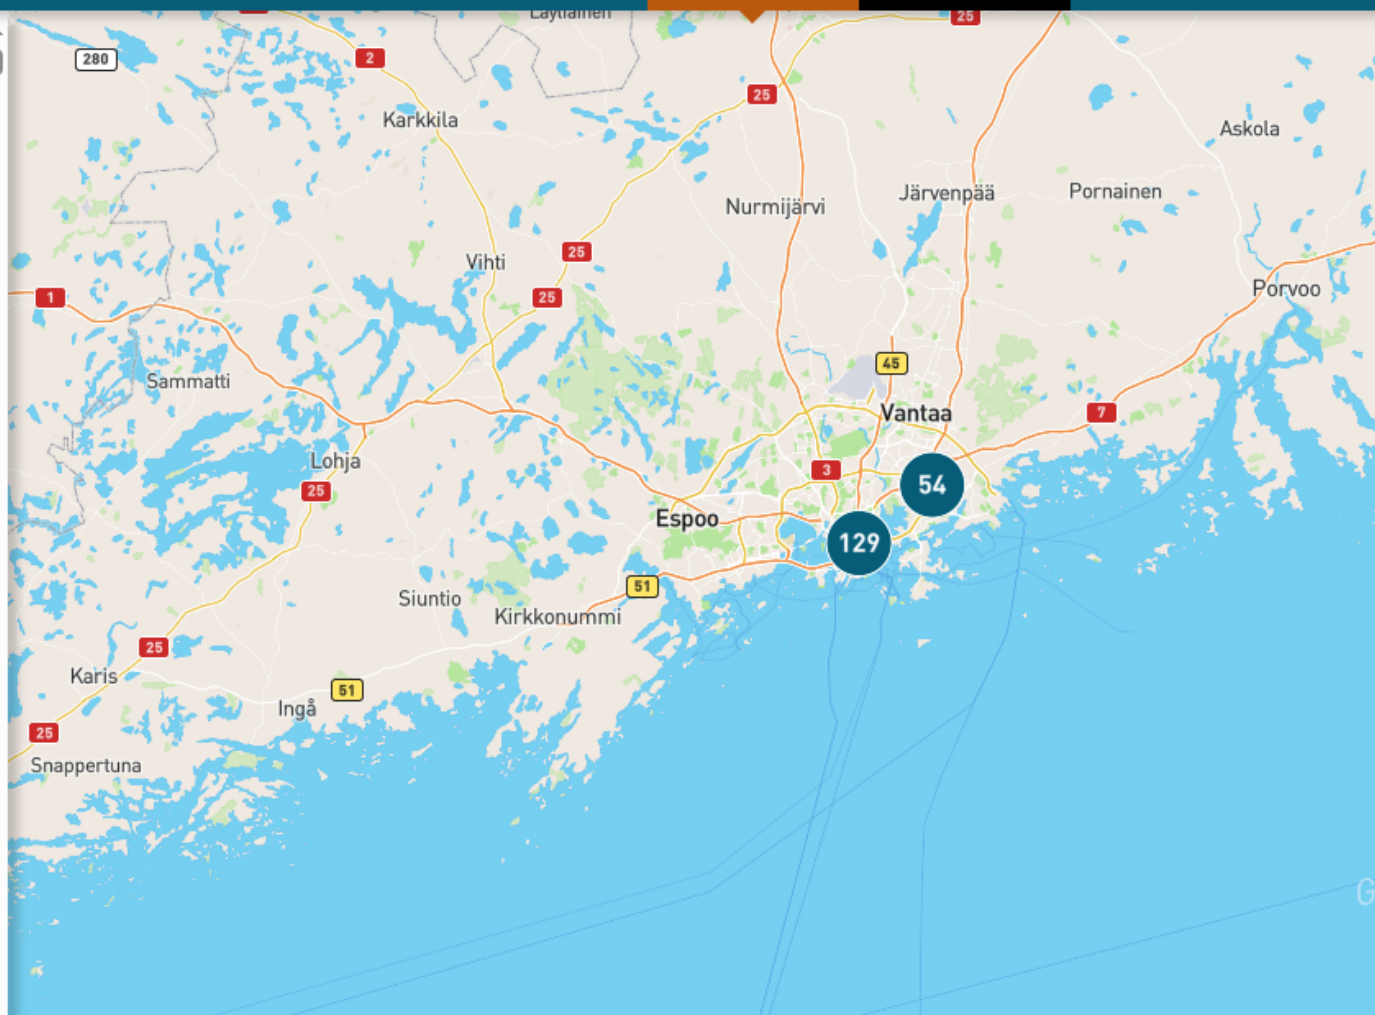 Läyliäinen
25
280
2
25
Karkkila
Askola
Nurmijärvi
Järvenpää
Pornainen
25
Vihti
1
25
Porvoo
45
Sammatti
Vantaa
7
Lohja
3
25
54
Espoo
129
51
Siuntio
Kirkkonummi
25
Karis
51
Ingå
25
Snappertuna
G